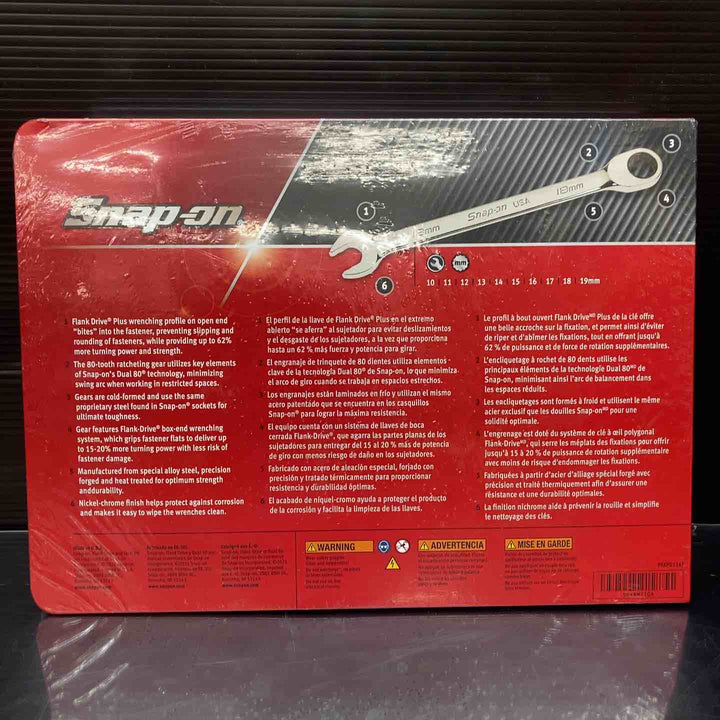 Snap-on
1
2
3
4
5
6
19mm
Snap-on USA
19mm
mm
10 11 12 13 14 15 16 17 18 19mm
1 Flank Drive® Plus wrenching profile on open end
"bites" into the fastener, preventing slipping and
rounding of fasteners, while providing up to 62%
more turning power and strength.
The 80-tooth ratcheting gear utilizes key elements
of Snap-on's Dual 80® technology, minimizing
swing arc when working in restricted spaces.
Gears are cold-formed and use the same
proprietary steel found in Snap-on® sockets for
ultimate toughness.
Gear features Flank-Drive® box-end wrenching
system, which grips fastener flats to deliver up
to 15-20% more turning power with less risk of
fastener damage.
Manufactured from special alloy steel, precision
forged and heat treated for optimum strength
anddurability.
Nickel-chrome finish helps protect against corrosion
and makes it easy to wipe the wrenches clean.
El perfil de la llave de Flank Drive® Plus en el extremo
abierto "se aferra" al sujetador para evitar deslizamientos
y el desgaste de los sujetadores, a la vez que proporciona
hasta un 62 % más fuerza y potencia para girar.
El engranaje de trinquete de 80 dientes utiliza elementos
clave de la tecnología Dual 80® de Snap-on, lo que minimiza
el arco de giro cuando se trabaja en espacios estrechos.
Los engranajes están laminados en frío y utilizan el mismo
acero patentado que se encuentra en los casquillos
Snap-on® para lograr la máxima resistencia.
El equipo cuenta con un sistema de llaves de boca
cerrada Flank-Drive®, que agarra las partes planas de los
sujetadores para entregar del 15 al 20 % más de potencia
de giro con menos riesgo de daño en los sujetadores.
Fabricado con acero de aleación especial, forjado con
precisión y tratado térmicamente para proporcionar
resistencia y durabilidad óptimas.
El acabado de níquel-cromo ayuda a proteger el producto
de la corrosión y facilita la limpieza de las llaves.
1 Le profil à bout ouvert Flank Drive MD Plus de la clé offre
une belle accroche sur la fixation, et permet ainsi d'éviter
de riper et d'abîmer les fixations, tout en offrant jusqu'à
62 % de puissance et de force de rotation supplémentaires.
2 L'encliquetage à rochet de 80 dents utilise les
principaux éléments de la technologie Dual 80 MD de
Snap-on, minimisant ainsi l'arc de balancement dans
les espaces réduits.
3 Les encliquetages sont formés à froid et utilisent le même
acier exclusif que les douilles Snap-on MD pour une
solidité optimale.
4 L'engrenage est doté du système de clé à œil polygonal
Flank-Drive MD, qui serre les méplats des fixations pour offrir
jusqu'à 15 à 20 % de puissance de rotation supplémentaire
avec moins de risque d'endommager les fixations.
5 Fabriquées à partir d'acier d'alliage spécial forgé avec
précision et traité thermiquement afin d'assurer une
résistance et une durabilité optimales.
6 La finition nichrome aide à prévenir la rouille et simplifie
le nettoyage des clés.
WARNING
ADVERTENCIA
MISE EN GARDE
www.snapon.com
www.snapon.com
www.snapon.com